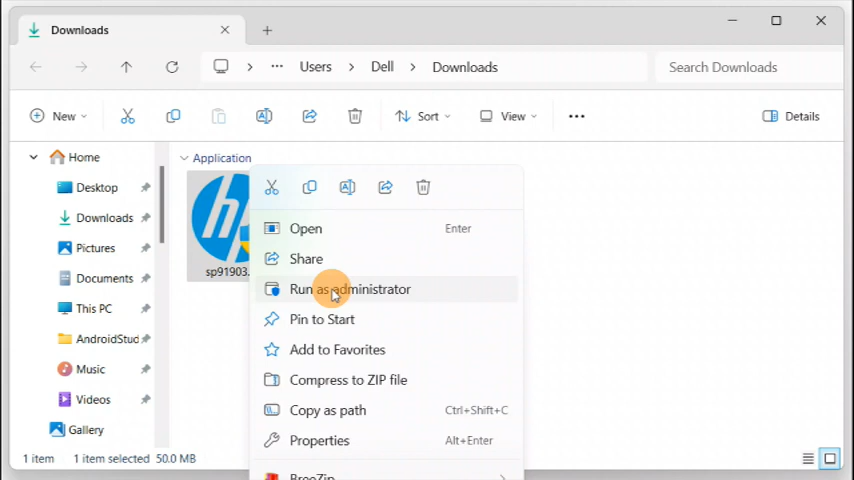 Downloads
Users > Dell > Downloads
Search Downloads
New
Sort
View
Details
Home
Application
Desktop
Downloads
Pictures
Documents
This PC
AndroidStud
Music
Videos
Gallery
hp
sp91903.
Open Enter
Share
Run as administrator
Pin to Start
Add to Favorites
Compress to ZIP file
Copy as path Ctrl+Shift+C
Properties Alt+Enter
BreeZip
1 item 1 item selected 50.0 MB